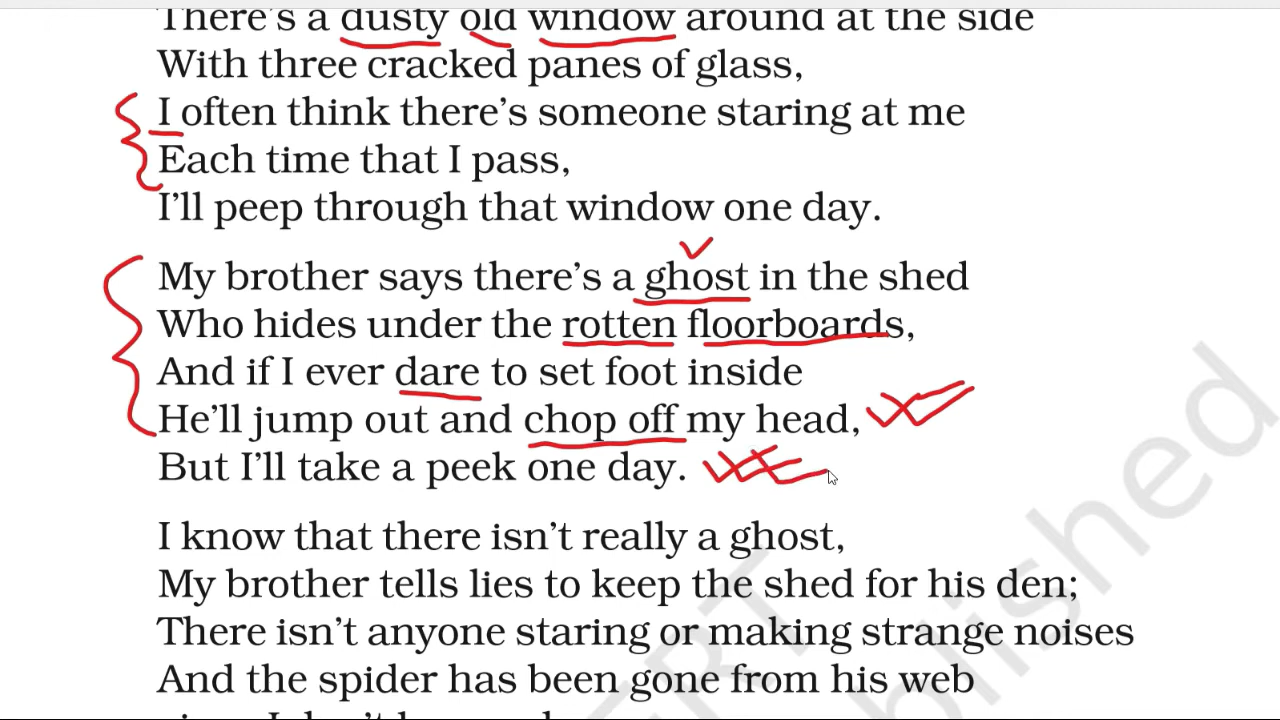 There's a dusty old window around at the side
With three cracked panes of glass,
I often think there's someone staring at me
Each time that I pass,
I'll peep through that window one day.
My brother says there's a ghost in the shed
Who hides under the rotten floorboards,
And if I ever dare to set foot inside
He'll jump out and chop off my head,
But I'll take a peek one day.
I know that there isn't really a ghost,
My brother tells lies to keep the shed for his den;
There isn't anyone staring or making strange noises
And the spider has been gone from his web